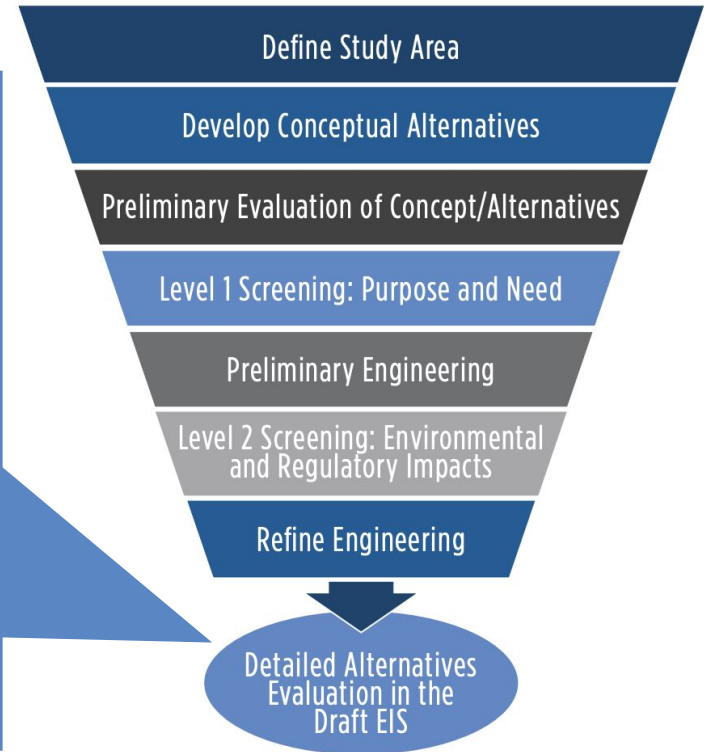 Define Study Area
Develop Conceptual Alternatives
Preliminary Evaluation of Concept/Alternatives
Level 1 Screening: Purpose and Need
Preliminary Engineering
Level 2 Screening: Environmental
and Regulatory Impacts
Refine Engineering
Detailed Alternatives
Evaluation in the
Draft EIS